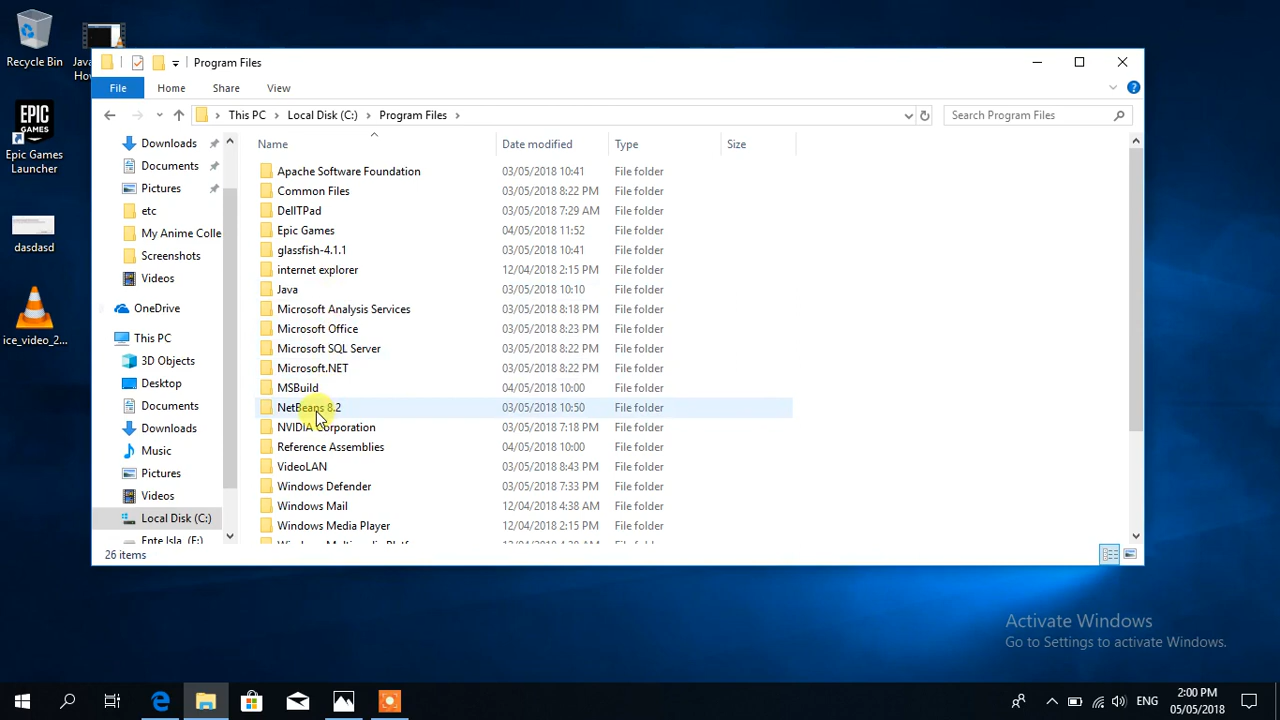 Recycle Bin
Java
Ho
EPIC
GAMES
Epic Games
Launcher
dasdasd
ice_video_2...
Program Files
File
Home
Share
View
This PC
Local Disk (C:)
Program Files
Search Program Files
Downloads
Documents
Pictures
etc
My Anime Colle
Screenshots
Videos
OneDrive
This PC
3D Objects
Desktop
Documents
Downloads
Music
Pictures
Videos
Local Disk (C:)
Ente Isla (F:)
Name Date modified Type Size
Apache Software Foundation 03/05/2018 10:41 File folder
Common Files 03/05/2018 8:22 PM File folder
DellTPad 03/05/2018 7:29 AM File folder
Epic Games 04/05/2018 11:52 File folder
glassfish-4.1.1 03/05/2018 10:41 File folder
internet explorer 12/04/2018 2:15 PM File folder
Java 03/05/2018 10:10 File folder
Microsoft Analysis Services 03/05/2018 8:18 PM File folder
Microsoft Office 03/05/2018 8:23 PM File folder
Microsoft SQL Server 03/05/2018 8:22 PM File folder
Microsoft.NET 03/05/2018 8:22 PM File folder
MSBuild 04/05/2018 10:00 File folder
NetBeans 8.2 03/05/2018 10:50 File folder
NVIDIA Corporation 03/05/2018 7:18 PM File folder
Reference Assemblies 04/05/2018 10:00 File folder
VideoLAN 03/05/2018 8:43 PM File folder
Windows Defender 03/05/2018 7:33 PM File folder
Windows Mail 12/04/2018 4:38 AM File folder
Windows Media Player 12/04/2018 2:15 PM File folder
26 items
Activate Windows
Go to Settings to activate Windows.
ENG
2:00 PM
05/05/2018